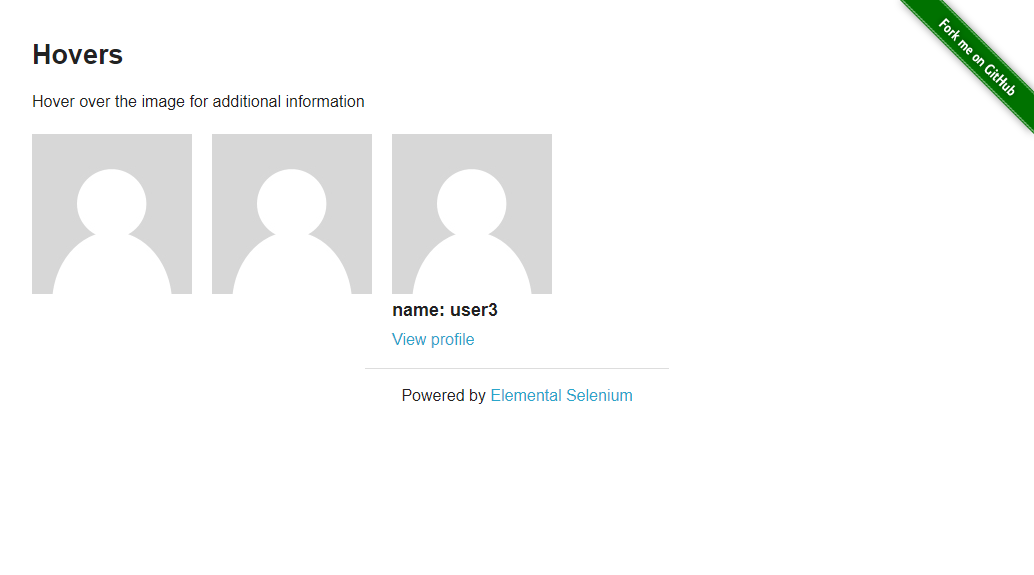 Hovers
Fork me on GitHub
Hover over the image for additional information
name: user3
View profile
Powered by Elemental Selenium